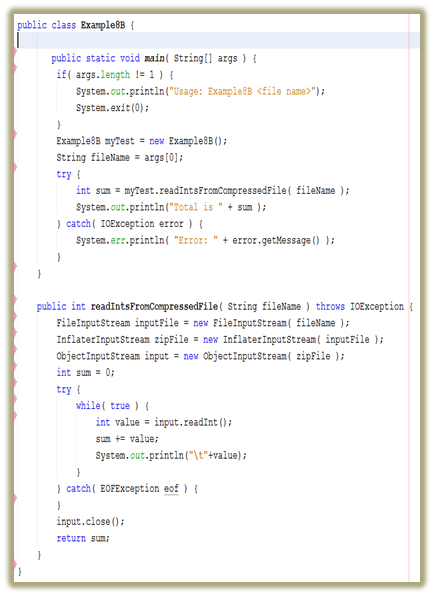 public class Example8B {
public static void main( String[] args ) {
if( args.length != 1 ) {
System.out.println("Usage: Example8B <file name>");
System.exit(0);
}
Example8B myTest = new Example8B();
String fileName = args[0];
try {
int sum = myTest.readIntsFromCompressedFile( fileName );
System.out.println("Total is " + sum );
} catch( IOException error ) {
System.err.println( "Error: " + error.getMessage() );
}
}
public int readIntsFromCompressedFile( String fileName ) throws IOException {
FileInputStream inputFile = new FileInputStream( fileName );
InflaterInputStream zipFile = new InflaterInputStream( inputFile );
ObjectInputStream input = new ObjectInputStream( zipFile );
int sum = 0;
try {
while( true ) {
int value = input.readInt();
sum += value;
System.out.println("\t"+value);
}
} catch( EOFException eof ) {
}
input.close();
return sum;
}
}